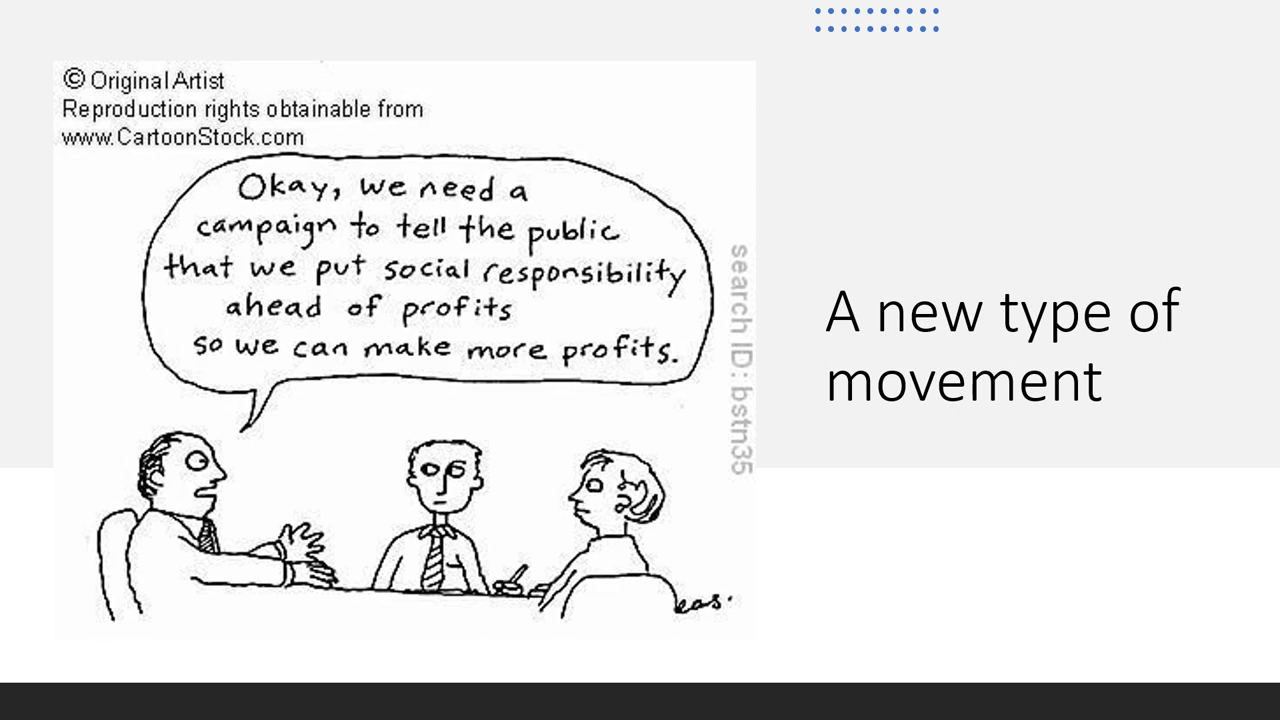 © Original Artist
Reproduction rights obtainable from
www.CartoonStock.com
Okay, we need a
campaign to tell the public
that we put social responsibility
ahead of profits
so we can make more profits.
search ID: bstn35
eas.
A new type of
movement